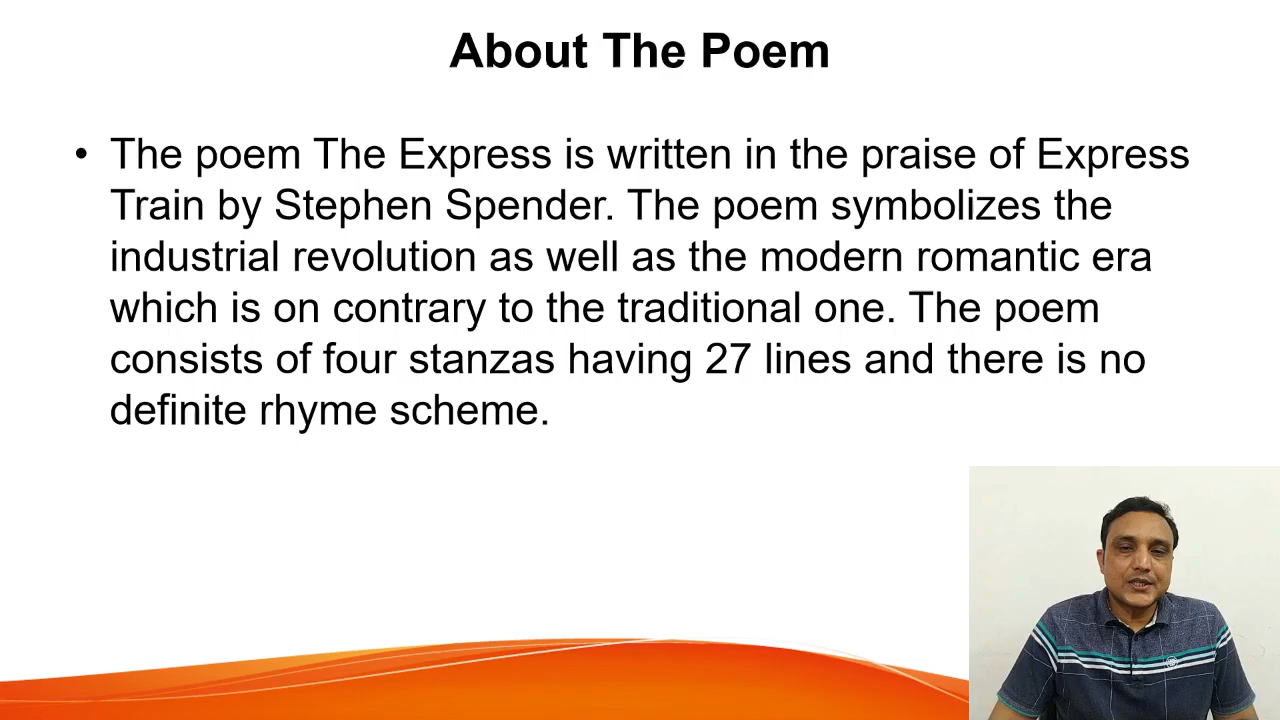 About The Poem
• The poem The Express is written in the praise of Express
Train by Stephen Spender. The poem symbolizes the
industrial revolution as well as the modern romantic era
which is on contrary to the traditional one. The poem
consists of four stanzas having 27 lines and there is no
definite rhyme scheme.